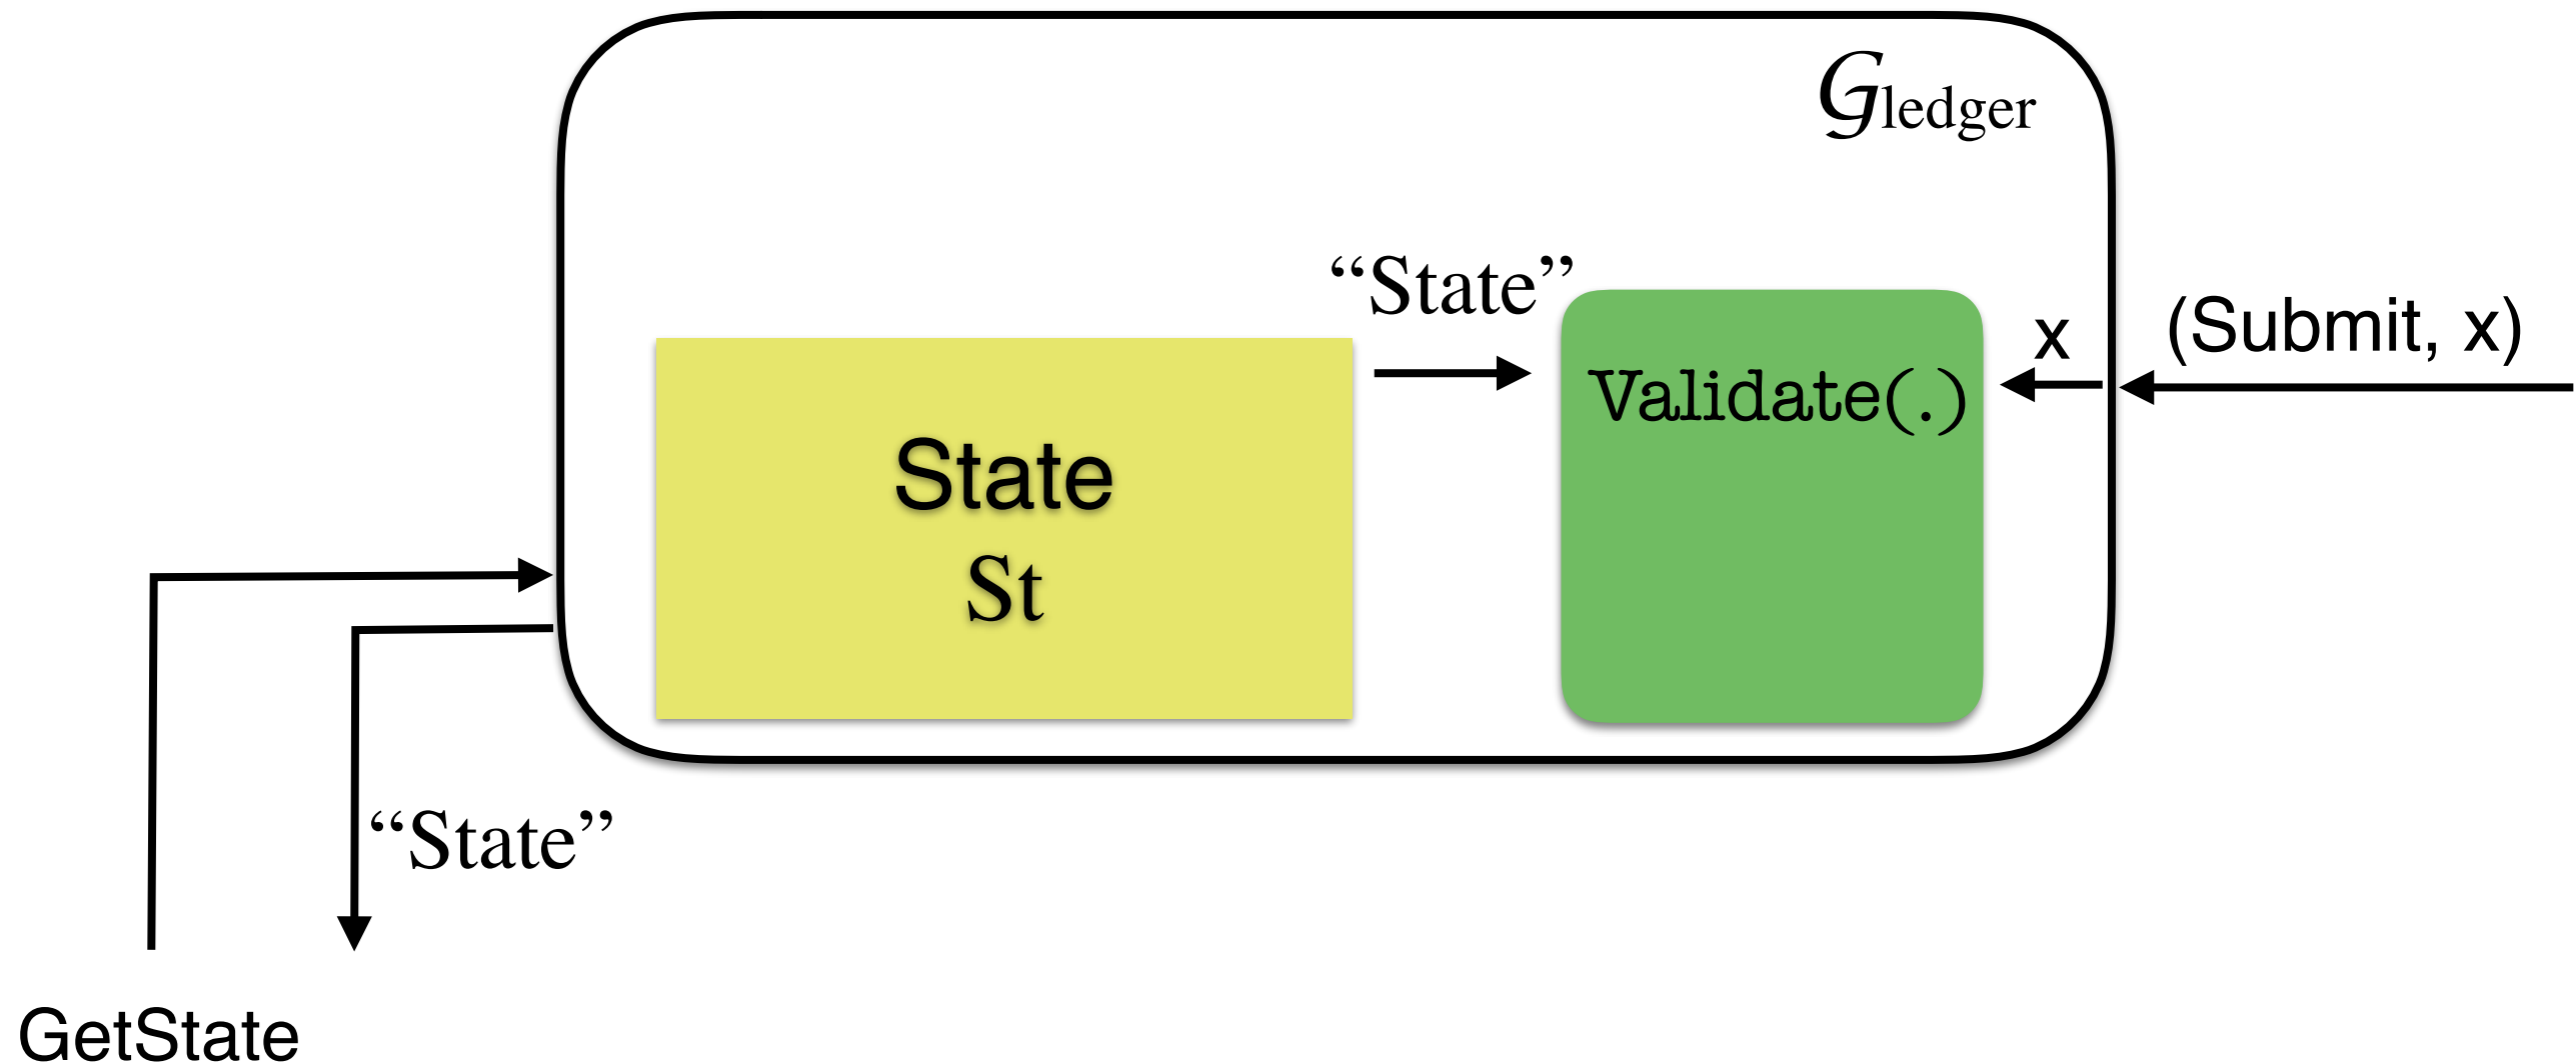 𝒢ledger
“State”
x
(Submit, x)
Validate(.)
State
St
“State”
GetState